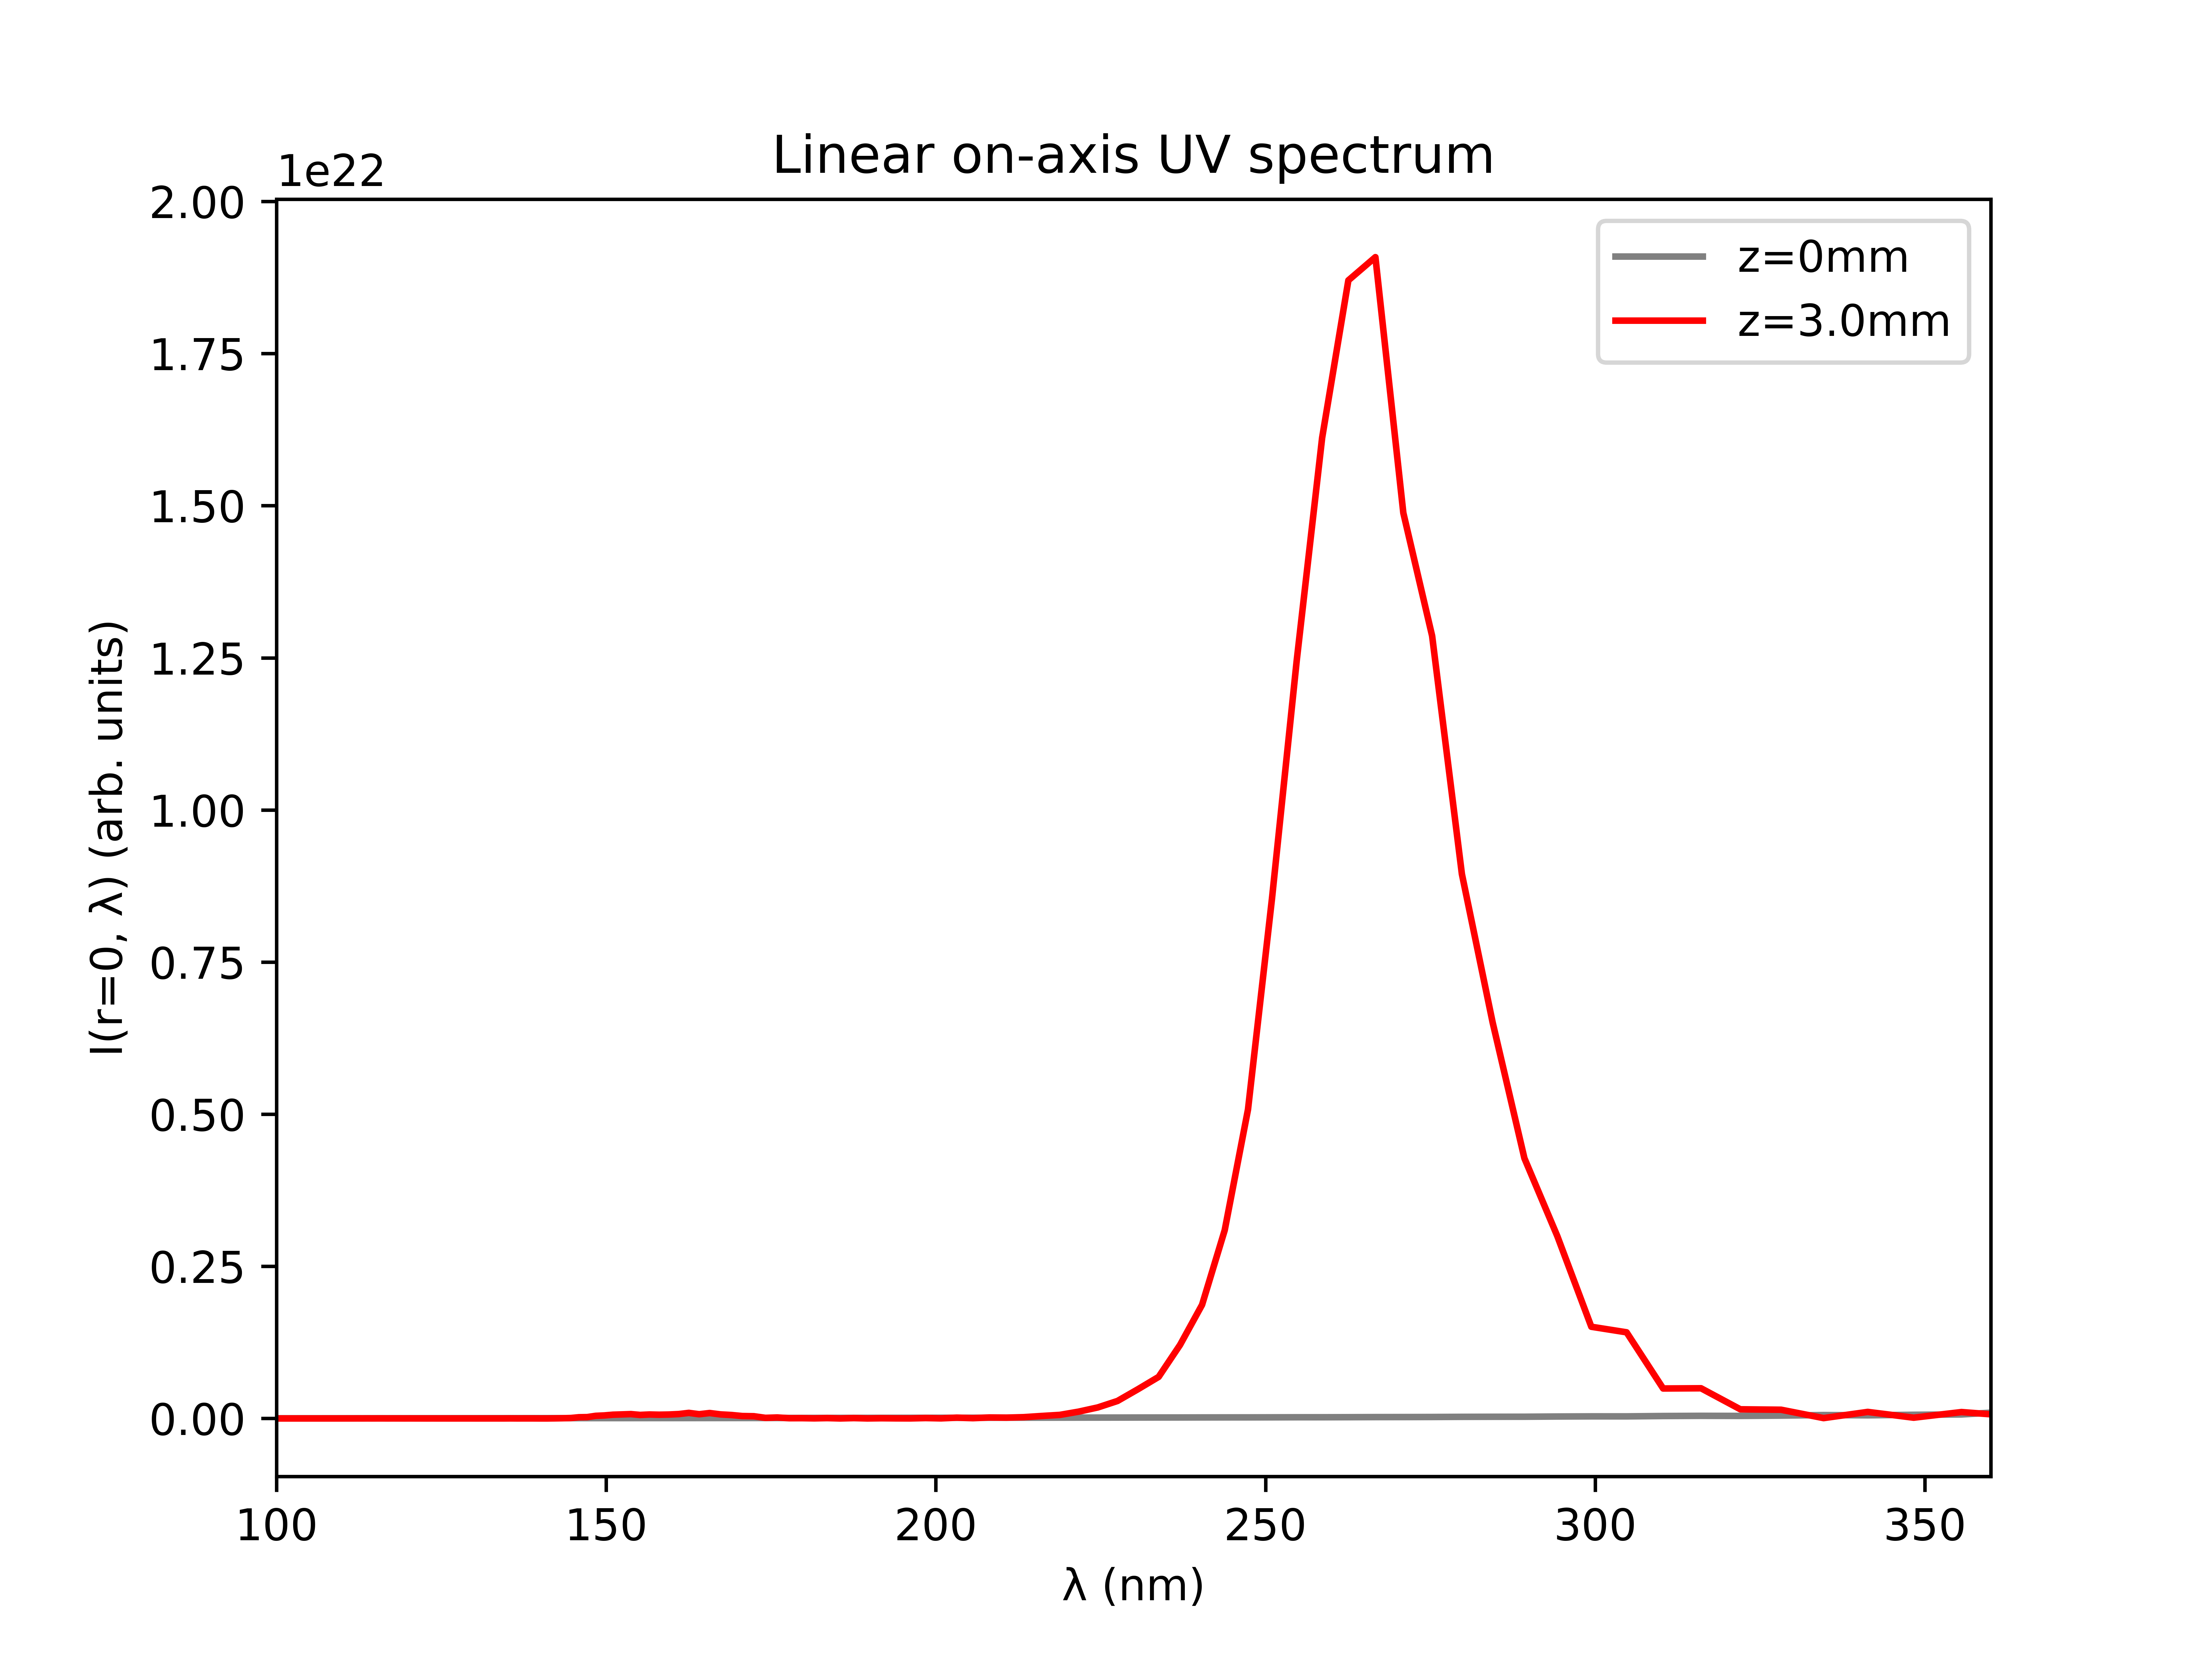 Linear on-axis UV spectrum
1e22
2.00
1.75
1.50
1.25
1.00
0.75
0.50
0.25
0.00
I(r=0, λ) (arb. units)
z=0mm
z=3.0mm
100 150 200 250 300 350
λ (nm)